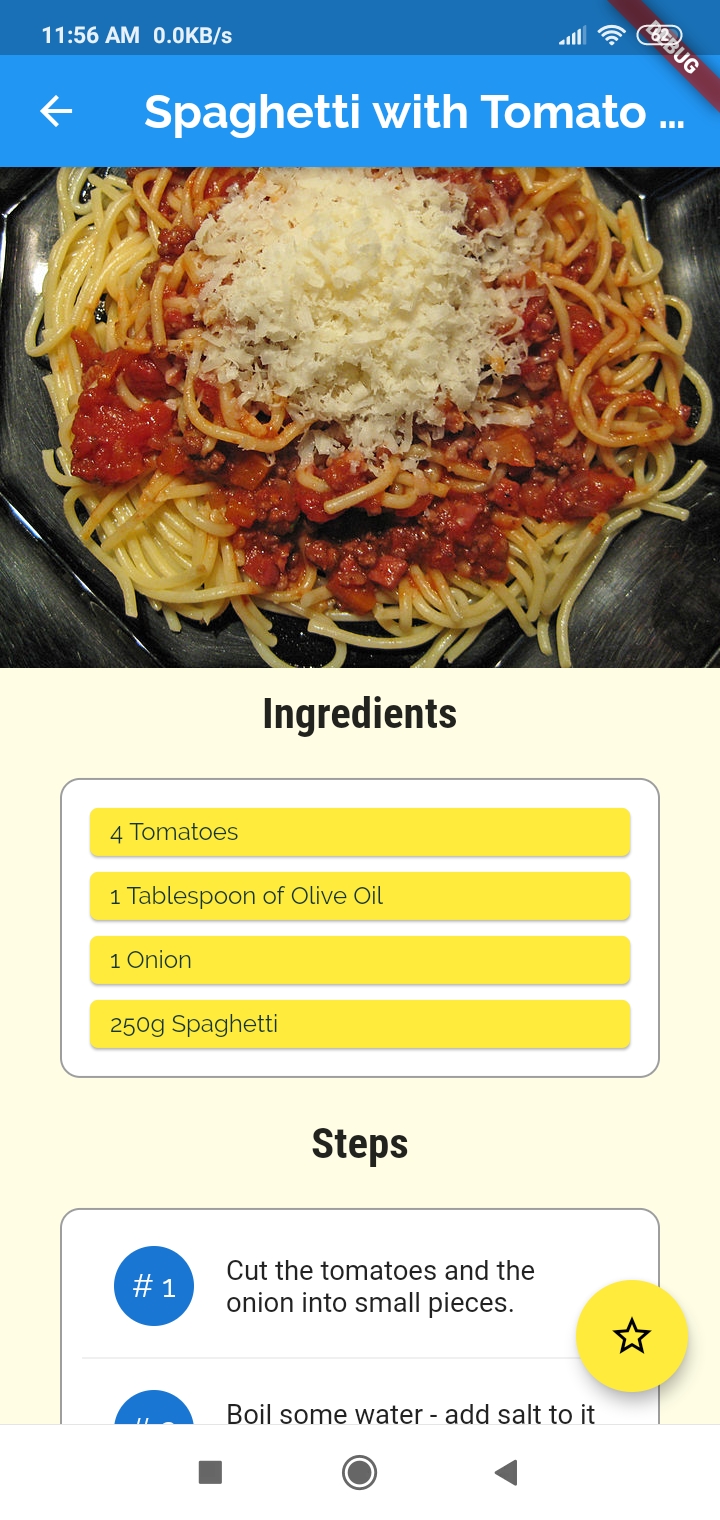 11:56 AM 0.0KB/s
62
DEBUG
Spaghetti with Tomato ...
Ingredients
4 Tomatoes
1 Tablespoon of Olive Oil
1 Onion
250g Spaghetti
Steps
# 1
Cut the tomatoes and the
onion into small pieces.
Boil some water - add salt to it